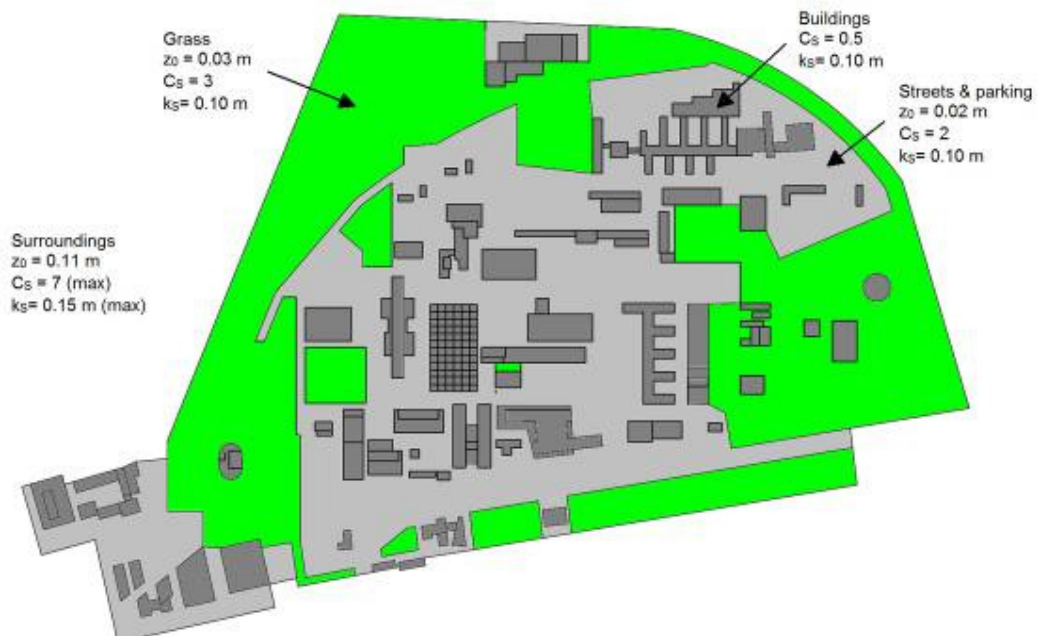 Grass
z₀ = 0.03 m
Cₛ = 3
kₛ= 0.10 m
Buildings
Cₛ = 0.5
kₛ= 0.10 m
Streets & parking
z₀ = 0.02 m
Cₛ = 2
kₛ= 0.10 m
Surroundings
z₀ = 0.11 m
Cₛ = 7 (max)
kₛ= 0.15 m (max)